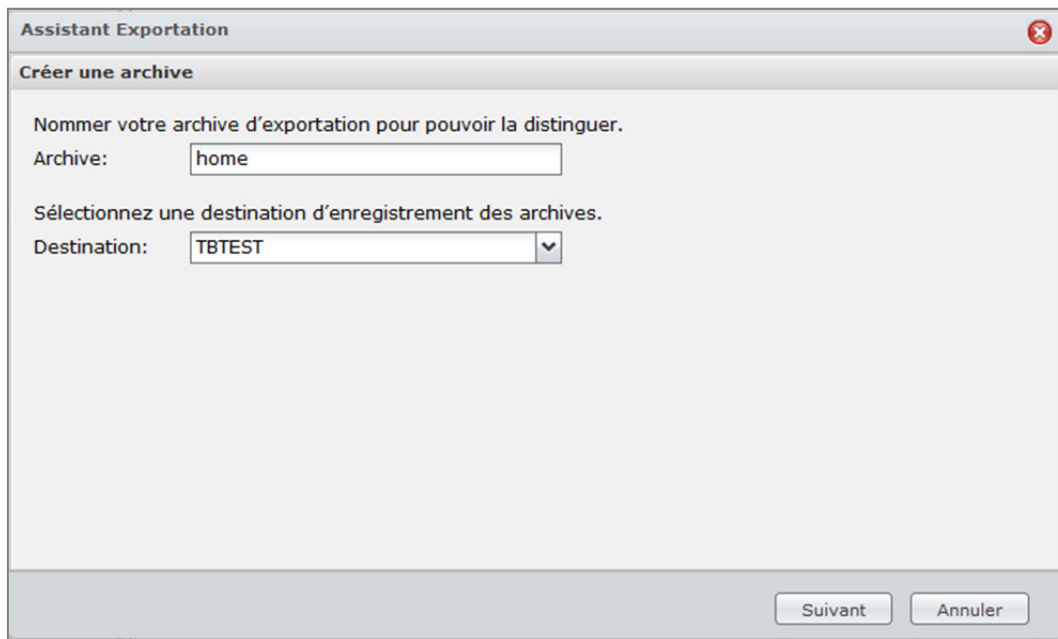 Assistant Exportation
Créer une archive
Nommer votre archive d'exportation pour pouvoir la distinguer.
Archive: home
Sélectionnez une destination d'enregistrement des archives.
Destination: TBTEST
Suivant Annuler